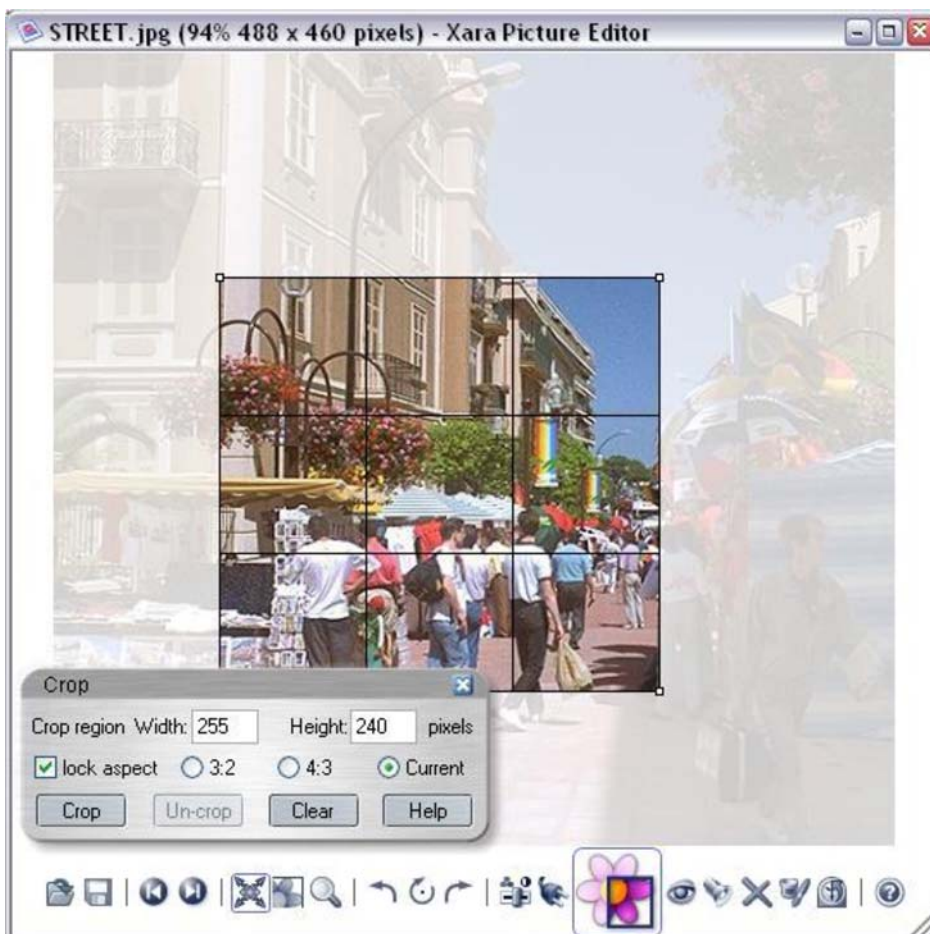 STREET.jpg (94% 488 x 460 pixels) - Xara Picture Editor
Crop
Crop region Width: 255 Height: 240 pixels
lock aspect 3:2 4:3 Current
Crop Un-crop Clear Help